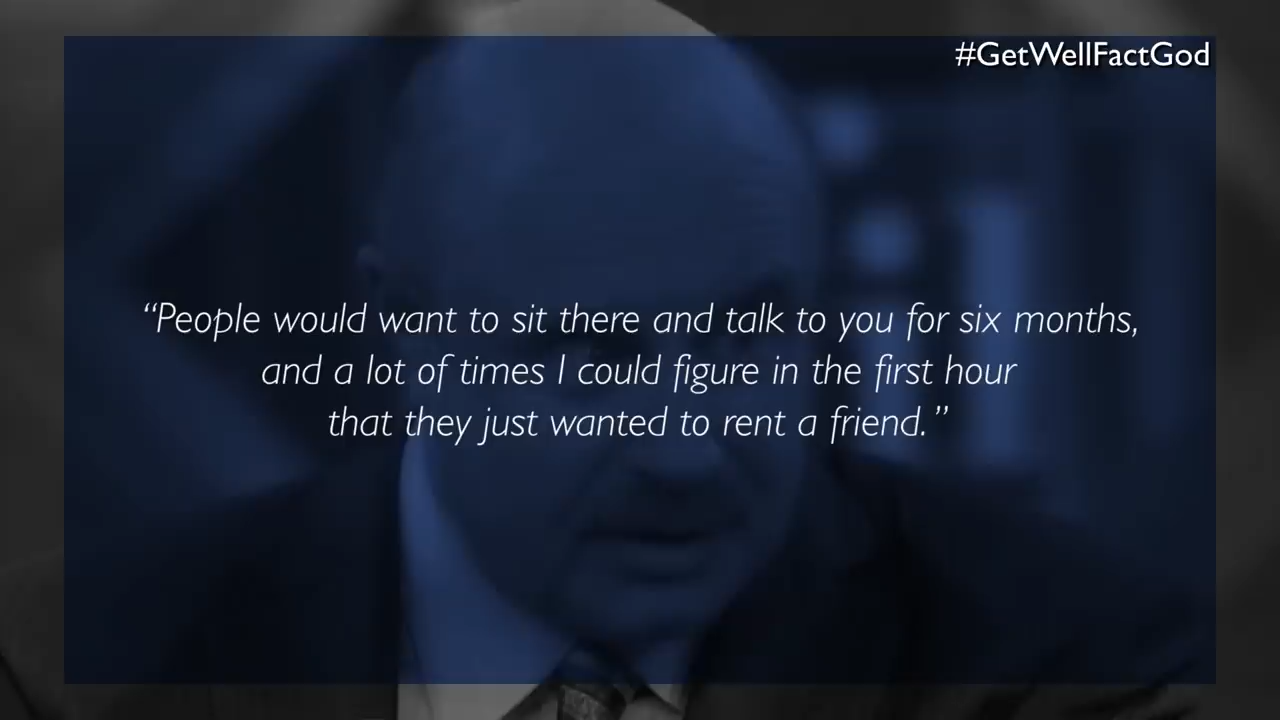 #GetWellFactGod
“People would want to sit there and talk to you for six months,
and a lot of times I could figure in the first hour
that they just wanted to rent a friend.”